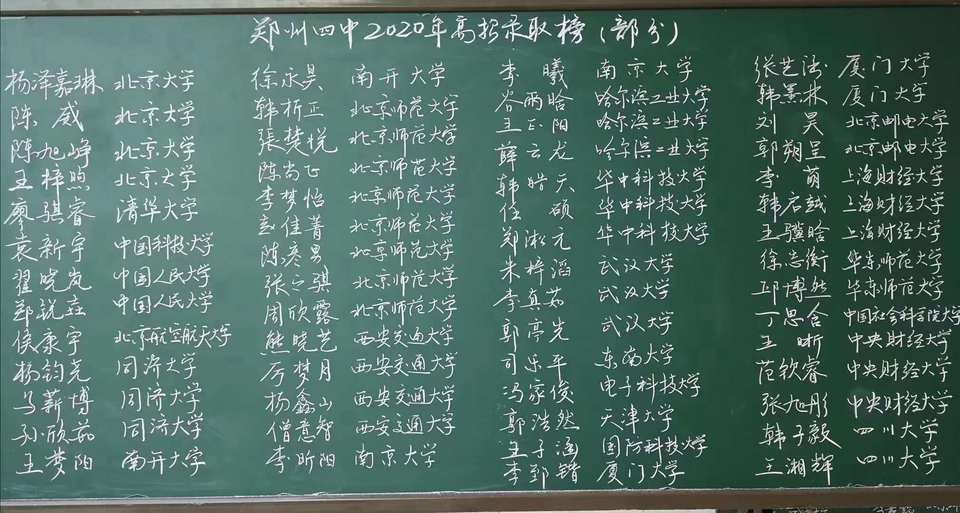 郑州四中2020年高招录取榜(部分)
杨泽嘉琳 北京大学
陈威 北京大学
陈旭峥 北京大学
王梓煦 北京大学
廖骐睿 清华大学
袁新宇 中国科技大学
翟晓岚 中国人民大学
郑锐 中国人民大学
侯康宇 北京航空航天大学
杨钧尧 同济大学
马薪博 同济大学
孙欣茹 同济大学
王梦阳 南开大学
徐永昊 南开大学
韩析正 北京师范大学
張楚悦 北京师范大学
陈尚正 北京师范大学
李梦怡 北京师范大学
赵佳菁 北京师范大学
陈彦男 北京师范大学
张 骐 北京师范大学
周欣露 北京师范大学
熊晓艺 西安交通大学
厉梦月 西安交通大学
杨鑫山 西安交通大学
僧意智 西安交通大学
李昕阳 南京大学
李曦 南京大学
谷雨晗 哈尔滨工业大学
王正阳 哈尔滨工业大学
薛云龙 哈尔滨工业大学
韩皓天 华中科技大学
任硕 华中科技大学
郑淞元 华中科技大学
朱梓滔 武汉大学
李真茹 武汉大学
郭亭先 武汉大学
司乐平 东南大学
冯家俊 电子科技大学
郭浩然 天津大学
王子涵 国防科技大学
李郅锴 厦门大学
张艺涛 厦门大学
韩景林 厦门大学
刘昊 北京邮电大学
郭朔呈 北京邮电大学
李萌 上海财经大学
韩启越 上海财经大学
王骥晗 上海财经大学
徐志衡 华东师范大学
邱博然 华东师范大学
丁思含 中国社会科学院大学
王晰 中央财经大学
范钦睿 中央财经大学
张旭彤 中央财经大学
韩子毅 四川大学
王湘辉 四川大学